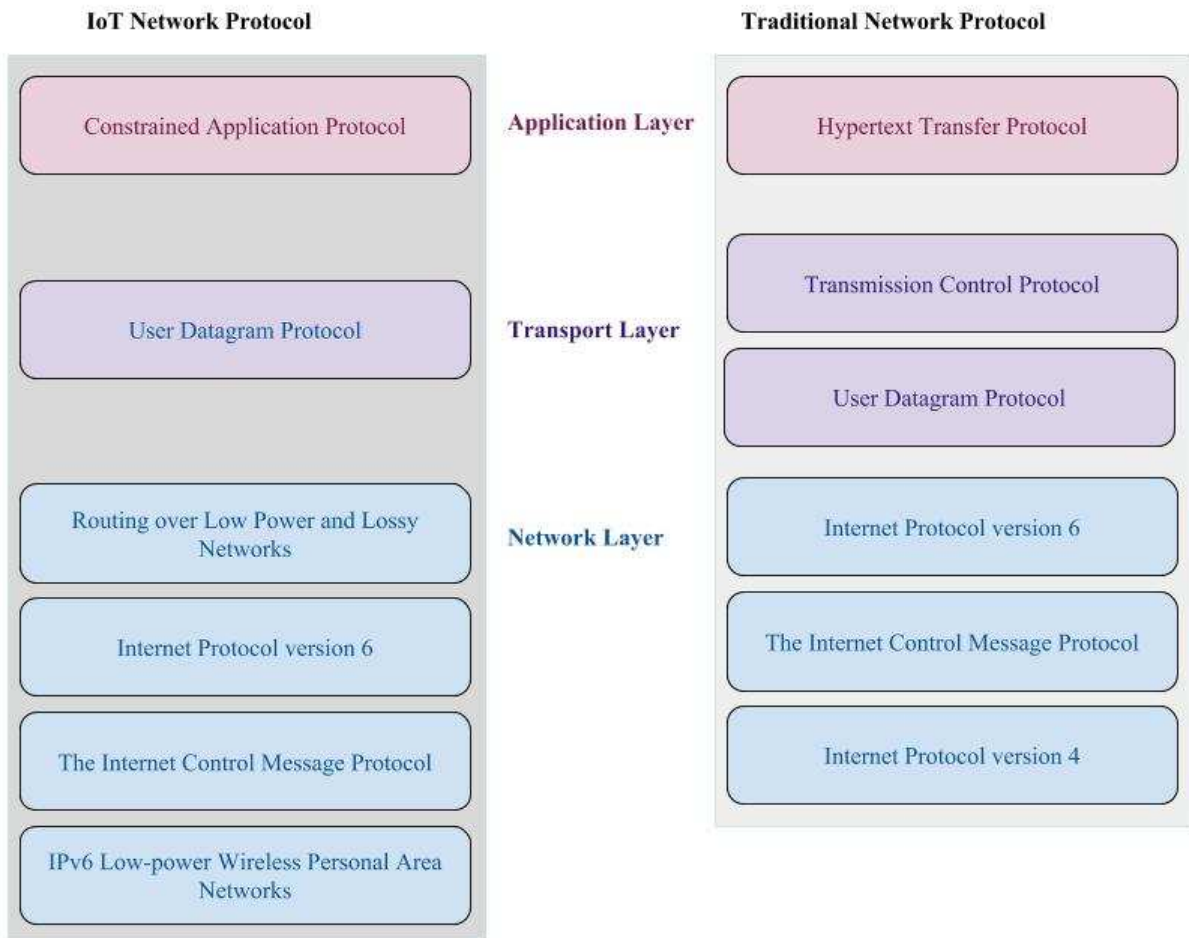 IoT Network Protocol
Traditional Network Protocol
Constrained Application Protocol
Application Layer
Hypertext Transfer Protocol
Transmission Control Protocol
User Datagram Protocol
Transport Layer
User Datagram Protocol
Routing over Low Power and Lossy
Networks
Network Layer
Internet Protocol version 6
Internet Protocol version 6
The Internet Control Message Protocol
The Internet Control Message Protocol
Internet Protocol version 4
IPv6 Low-power Wireless Personal Area
Networks